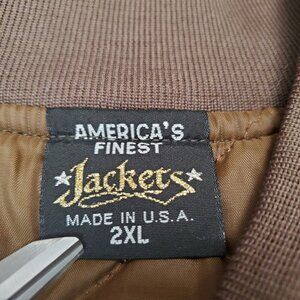 AMERICA'S
FINEST
Jackets
MADE IN U.S.A.
2XL